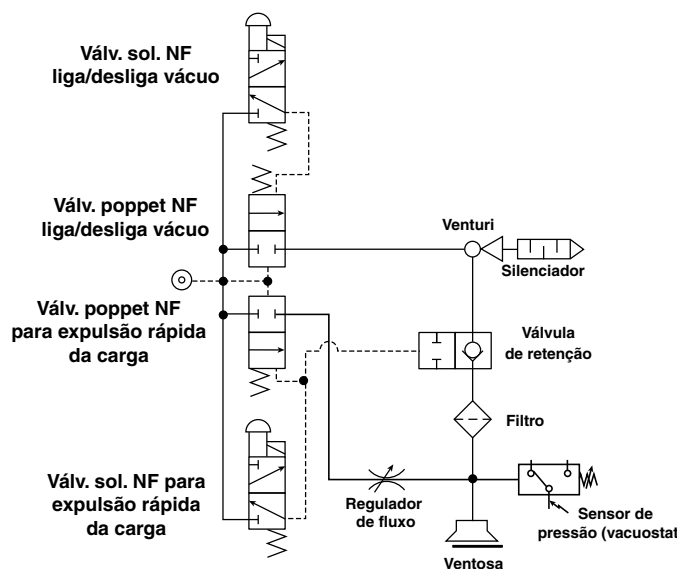 Válv. sol. NF
liga/desliga vácuo
Válv. poppet NF
liga/desliga vácuo
Venturi
Silenciador
Válv. poppet NF
para expulsão rápida
da carga
Válvula
de retenção
Filtro
Válv. sol. NF para
expulsão rápida
da carga
Regulador
de fluxo
Sensor de
pressão (vacuostat
Ventosa